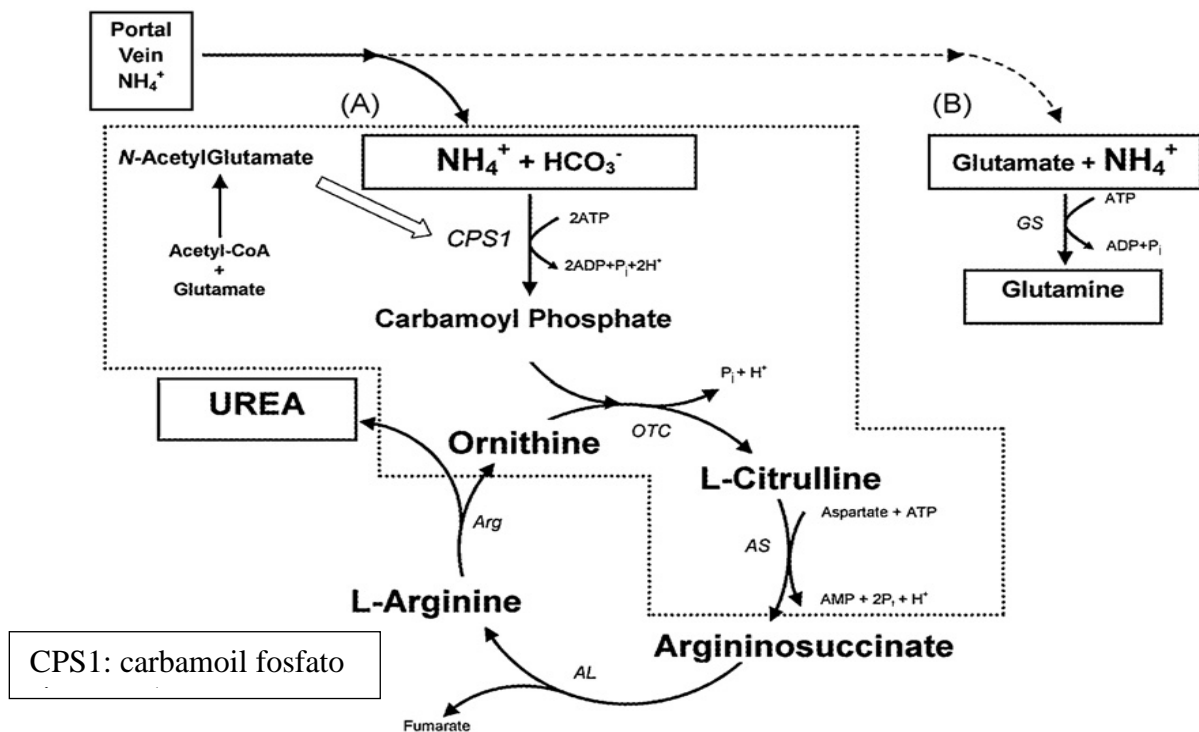 Portal
Vein
NH₄⁺
(A)
(B)
N-AcetylGlutamate
Acetyl-CoA
+
Glutamate
NH₄⁺ + HCO₃⁻
CPS1
2ATP
2ADP+Pᵢ+2H⁺
Carbamoyl Phosphate
Glutamate + NH₄⁺
GS
ATP
ADP+Pᵢ
Glutamine
UREA
Pᵢ + H⁺
Ornithine
OTC
L-Citrulline
Arg
Aspartate + ATP
AS
AMP + 2Pᵢ + H⁺
L-Arginine
Argininosuccinate
AL
Fumarate
CPS1: carbamoil fosfato